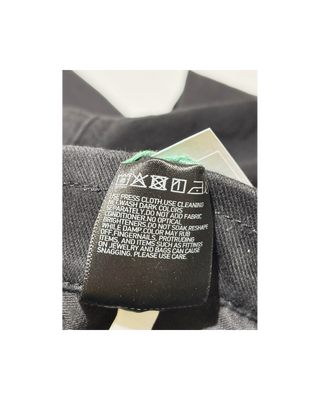 USE PRESS CLOTH.USE CLEANING
NET.WASH DARK COLORS
SEPARATELY.DO NOT ADD FABRIC
CONDITIONER.NO OPTICAL
BRIGHTENERS.DO NOT SOAK RESHAPE
WHILE DAMP. COLOR MAY RUB
OFF.FINGERNAILS, PROTRUDING
ITEMS, AND ITEMS SUCH AS FITTINGS
ON JEWELRY AND BAGS CAN CAUSE
SNAGGING. PLEASE TAKE CARE.